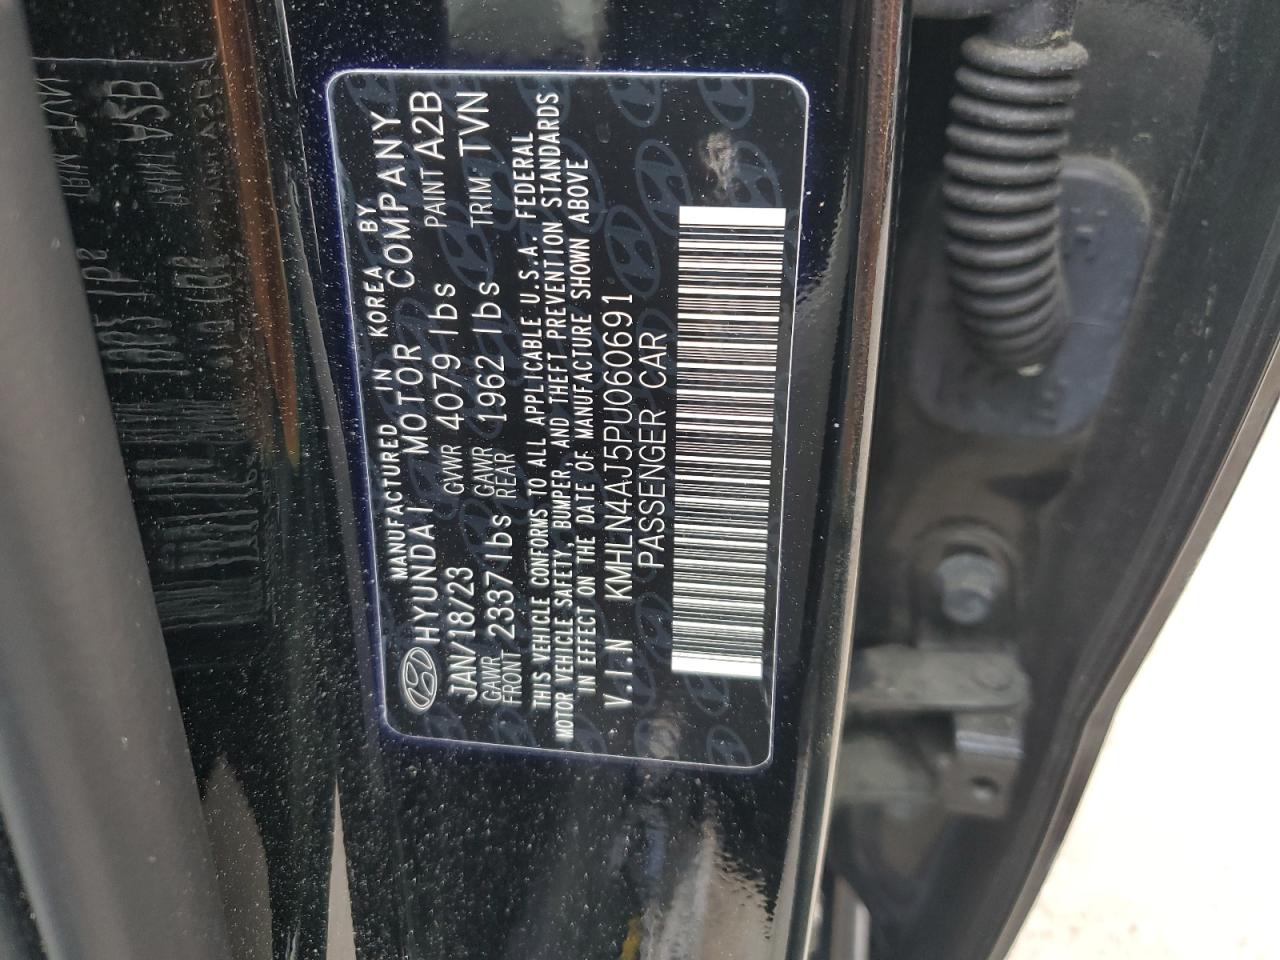 MANUFACTURED IN KOREA BY
HYUNDAI MOTOR COMPANY
JAN/18/23 GVWR 4079 lbs PAINT A2B
GAWR FRONT 2337 lbs GAWR REAR 1962 lbs TRIM TVN
THIS VEHICLE CONFORMS TO ALL APPLICABLE U.S.A. FEDERAL
MOTOR VEHICLE SAFETY, BUMPER, AND THEFT PREVENTION STANDARDS
IN EFFECT ON THE DATE OF MANUFACTURE SHOWN ABOVE
V.I.N KMHLN4AJ5PU060691
PASSENGER CAR